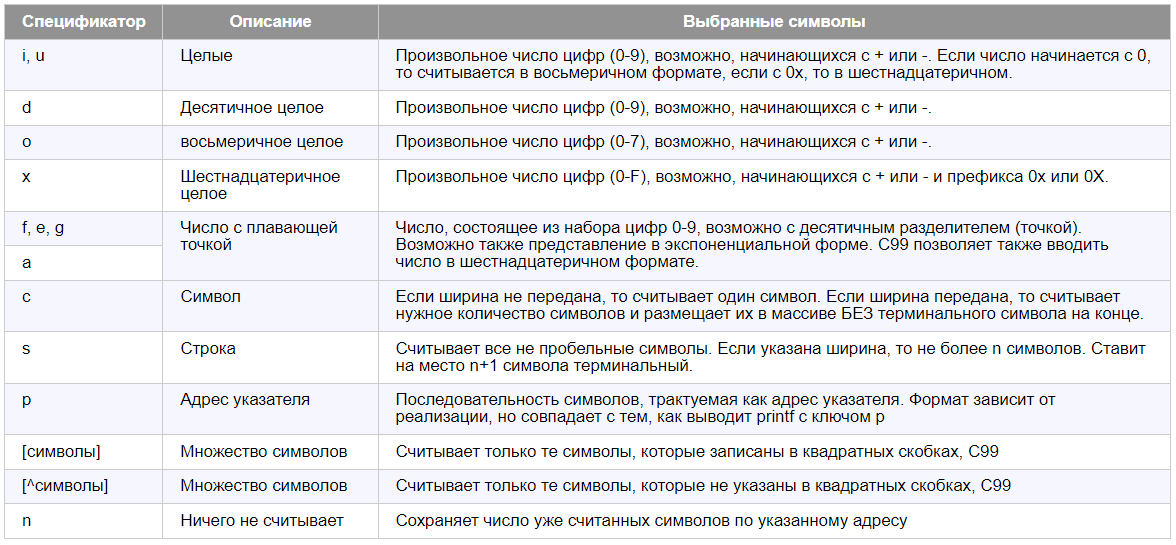 Спецификатор Описание Выбранные символы
i, u Целые Произвольное число цифр (0-9), возможно, начинающихся с + или -. Если число начинается с 0,
то считывается в восьмеричном формате, если с 0x, то в шестнадцатеричном.
d Десятичное целое Произвольное число цифр (0-9), возможно, начинающихся с + или -.
o восьмеричное целое Произвольное число цифр (0-7), возможно, начинающихся с + или -.
x Шестнадцатеричное Произвольное число цифр (0-F), возможно, начинающихся с + или - и префикса 0x или 0X.
целое
f, e, g Число с плавающей Число, состоящее из набора цифр 0-9, возможно с десятичным разделителем (точкой).
точкой Возможно также представление в экспоненциальной форме. C99 позволяет также вводить
a число в шестнадцатеричном формате.
c Символ Если ширина не передана, то считывает один символ. Если ширина передана, то считывает
нужное количество символов и размещает их в массиве БЕЗ терминального символа на конце.
s Строка Считывает все не пробельные символы. Если указана ширина, то не более n символов. Ставит
на место n+1 символа терминальный.
p Адрес указателя Последовательность символов, трактуемая как адрес указателя. Формат зависит от
реализации, но совпадает с тем, как выводит printf с ключом p
[символы] Множество символов Считывает только те символы, которые записаны в квадратных скобках, C99
[^символы] Множество символов Считывает только те символы, которые не указаны в квадратных скобках, C99
n Ничего не считывает Сохраняет число уже считанных символов по указанному адресу